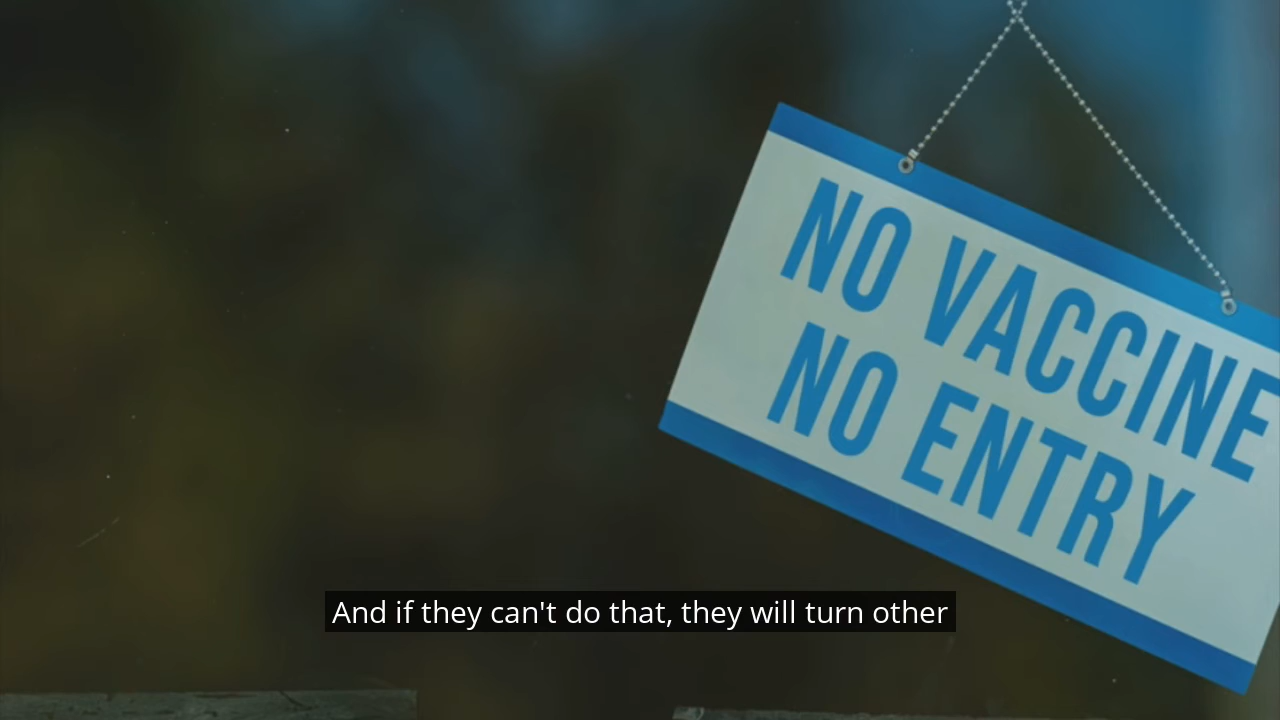 NO VACCINE
NO ENTRY
And if they can't do that, they will turn other